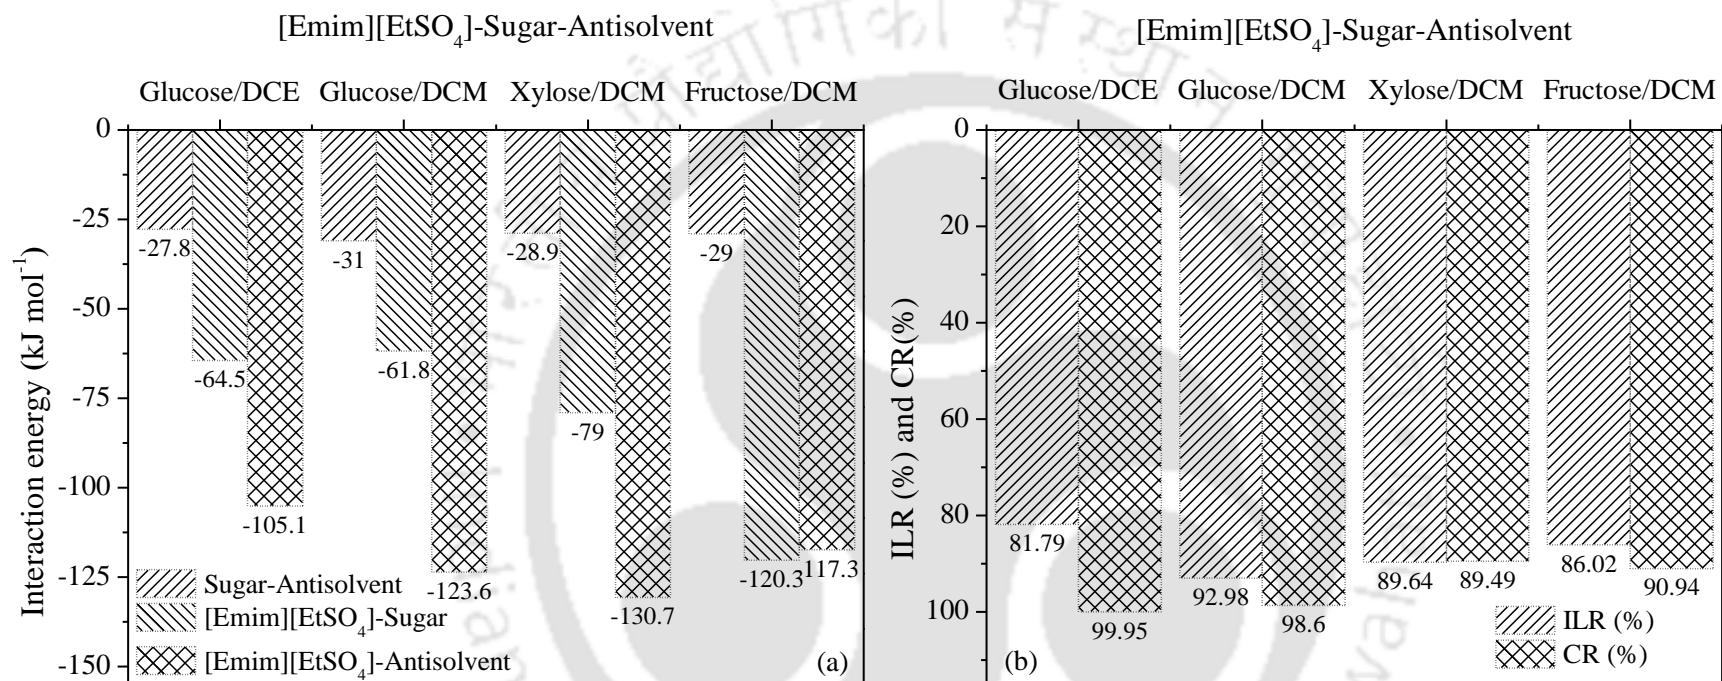 [Emim][EtSO4]-Sugar-Antisolvent
Glucose/DCE Glucose/DCM Xylose/DCM Fructose/DCM
0
-25
-50
-75
-100
-125
-150
Interaction energy (kJ mol-1)
-27.8
-64.5
-105.1
-31
-61.8
-123.6
-28.9
-79
-130.7
-29
-120.3
117.3
Sugar-Antisolvent
[Emim][EtSO4]-Sugar
[Emim][EtSO4]-Antisolvent
(a)
[Emim][EtSO4]-Sugar-Antisolvent
Glucose/DCE Glucose/DCM Xylose/DCM Fructose/DCM
0
20
40
60
80
100
ILR (%) and CR(%)
81.79
99.95
92.98
98.6
89.64
89.49
86.02
90.94
ILR (%)
CR (%)
(b)